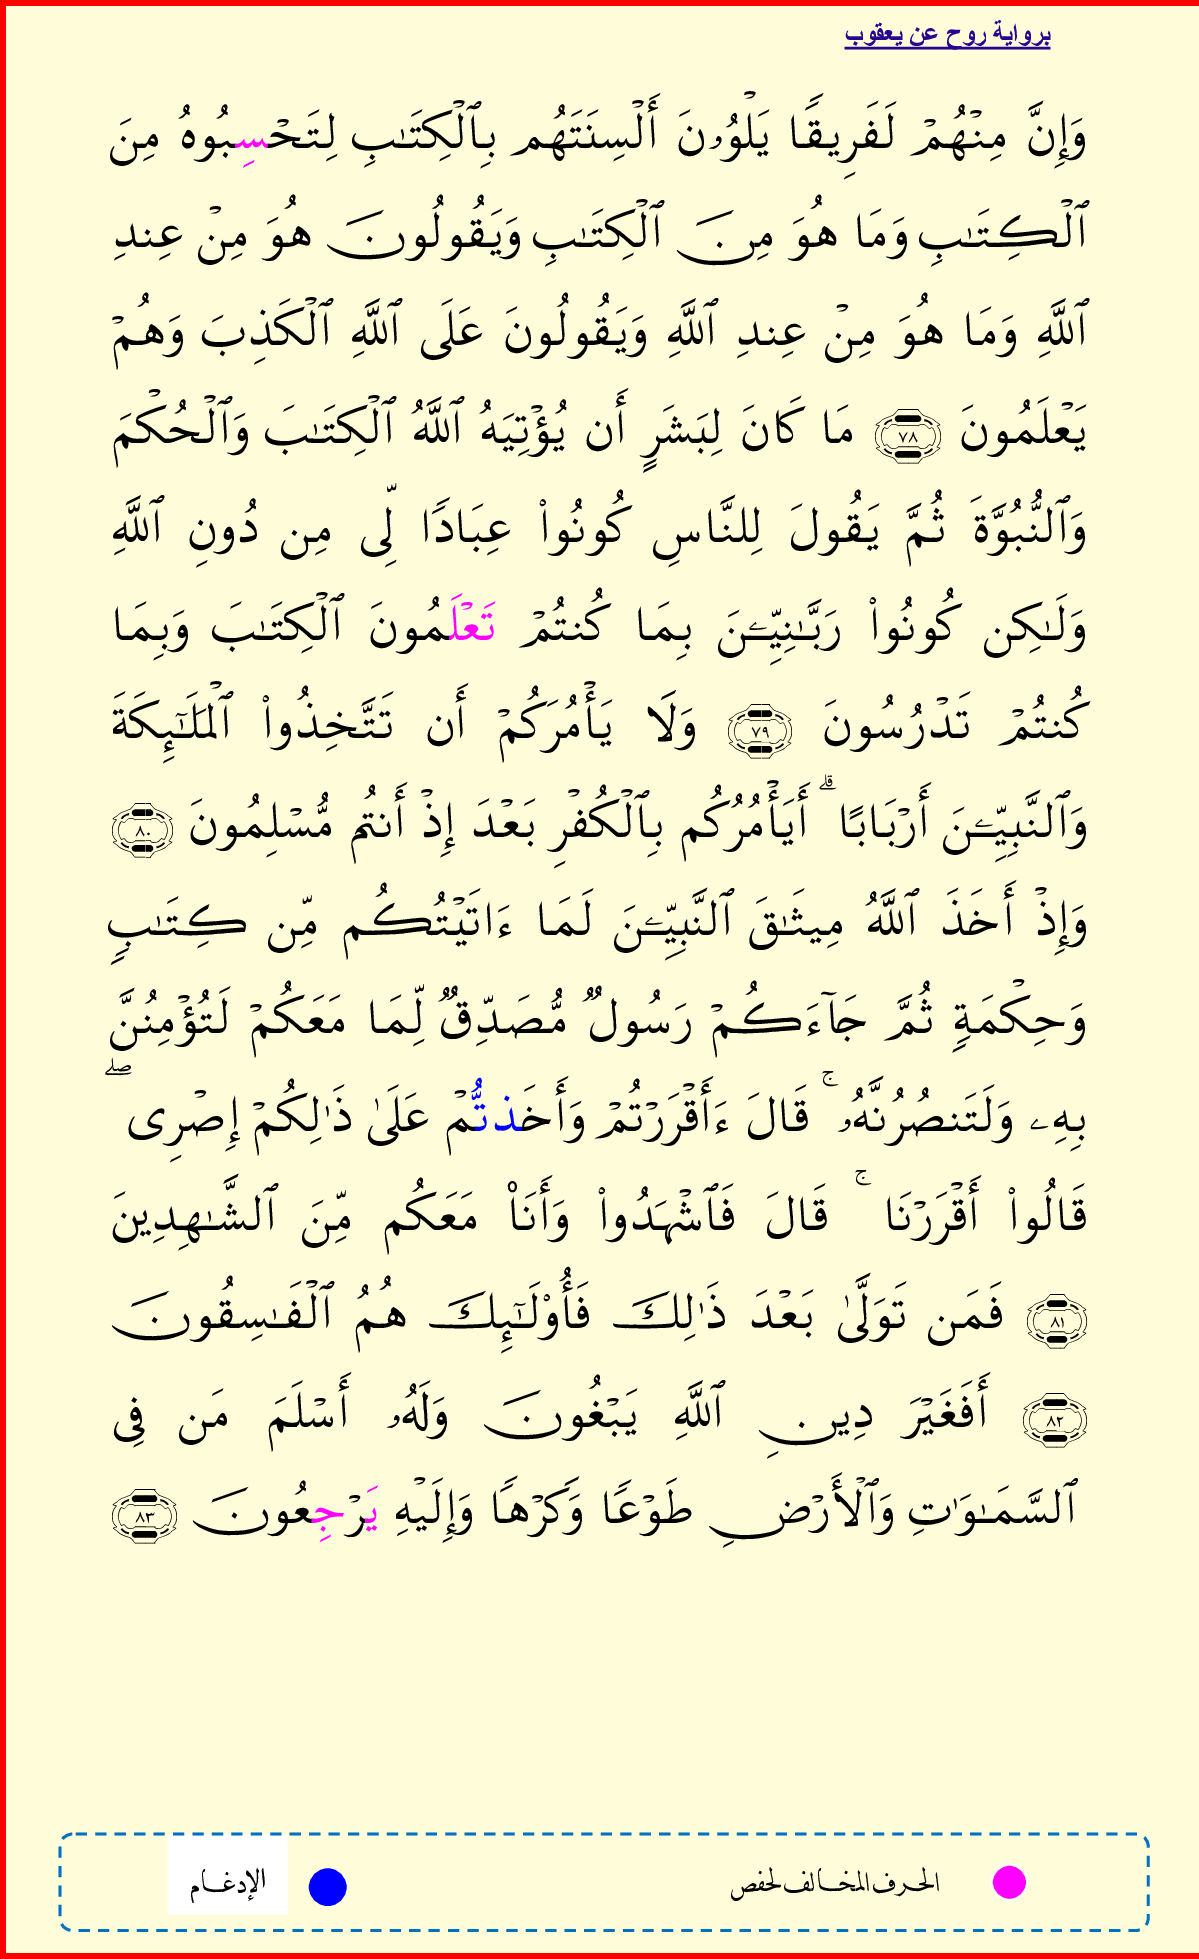 برواية روح عن يعقوب
وَإِنَّ مِنْهُمْ لَفَرِيقًا يَلْوُۥنَ أَلْسِنَتَهُم بِٱلْكِتَـٰبِ لِتَحْسِبُوهُ مِنَ
ٱلْكِتَـٰبِ وَمَا هُوَ مِنَ ٱلْكِتَـٰبِ وَيَقُولُونَ هُوَ مِنْ عِندِ
ٱللَّهِ وَمَا هُوَ مِنْ عِندِ ٱللَّهِ وَيَقُولُونَ عَلَى ٱللَّهِ ٱلْكَذِبَ وَهُمْ
يَعْلَمُونَ ٧٨ مَا كَانَ لِبَشَرٍ أَن يُؤْتِيَهُ ٱللَّهُ ٱلْكِتَـٰبَ وَٱلْحُكْمَ
وَٱلنُّبُوَّةَ ثُمَّ يَقُولَ لِلنَّاسِ كُونُوا۟ عِبَادًا لِّى مِن دُونِ ٱللَّهِ
وَلَـٰكِن كُونُوا۟ رَبَّـٰنِيِّـۧنَ بِمَا كُنتُمْ تَعْلَمُونَ ٱلْكِتَـٰبَ وَبِمَا
كُنتُمْ تَدْرُسُونَ ٧٩ وَلَا يَأْمُرَكُمْ أَن تَتَّخِذُوا۟ ٱلْمَلَـٰٓئِكَةَ
وَٱلنَّبِيِّـۧنَ أَرْبَابًا ۗ أَيَأْمُرُكُم بِٱلْكُفْرِ بَعْدَ إِذْ أَنتُم مُّسْلِمُونَ ٨٠
وَإِذْ أَخَذَ ٱللَّهُ مِيثَـٰقَ ٱلنَّبِيِّـۧنَ لَمَا ءَاتَيْتُكُم مِّن كِتَـٰبٍ
وَحِكْمَةٍ ثُمَّ جَآءَكُمْ رَسُولٌ مُّصَدِّقٌ لِّمَا مَعَكُمْ لَتُؤْمِنُنَّ
بِهِۦ وَلَتَنصُرُنَّهُۥ ۚ قَالَ ءَأَقْرَرْتُمْ وَأَخَذتُّمْ عَلَىٰ ذَٰلِكُمْ إِصْرِى ۖ
قَالُوا۟ أَقْرَرْنَا ۚ قَالَ فَٱشْهَدُوا۟ وَأَنَا۠ مَعَكُم مِّنَ ٱلشَّـٰهِدِينَ
٨١ فَمَن تَوَلَّىٰ بَعْدَ ذَٰلِكَ فَأُو۟لَـٰٓئِكَ هُمُ ٱلْفَـٰسِقُونَ
٨٢ أَفَغَيْرَ دِينِ ٱللَّهِ يَبْغُونَ وَلَهُۥٓ أَسْلَمَ مَن فِى
ٱلسَّمَـٰوَٰتِ وَٱلْأَرْضِ طَوْعًا وَكَرْهًا وَإِلَيْهِ يَرْجِعُونَ ٨٣
الحرف المخالف لحفص
الإدغام